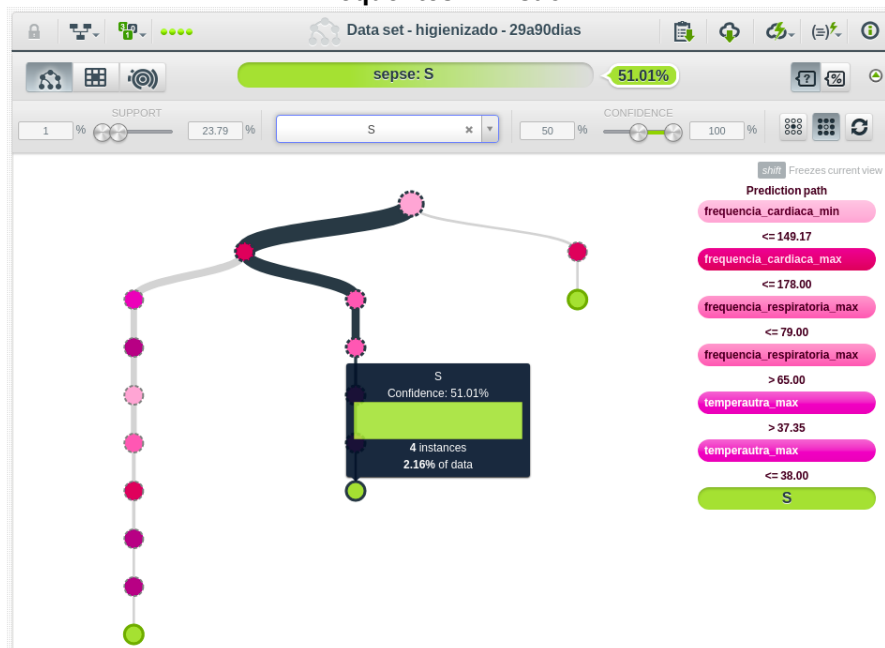 Data set - higienizado - 29a90dias
sepse: S
51.01%
SUPPORT
1 %
23.79 %
S
50 %
CONFIDENCE
100 %
shift Freezes current view
Prediction path
frequencia_cardiaca_min
<= 149.17
frequencia_cardiaca_max
<= 178.00
frequencia_respiratoria_max
<= 79.00
frequencia_respiratoria_max
> 65.00
temperautra_max
> 37.35
temperautra_max
<= 38.00
S
S
Confidence: 51.01%
4 instances
2.16% of data